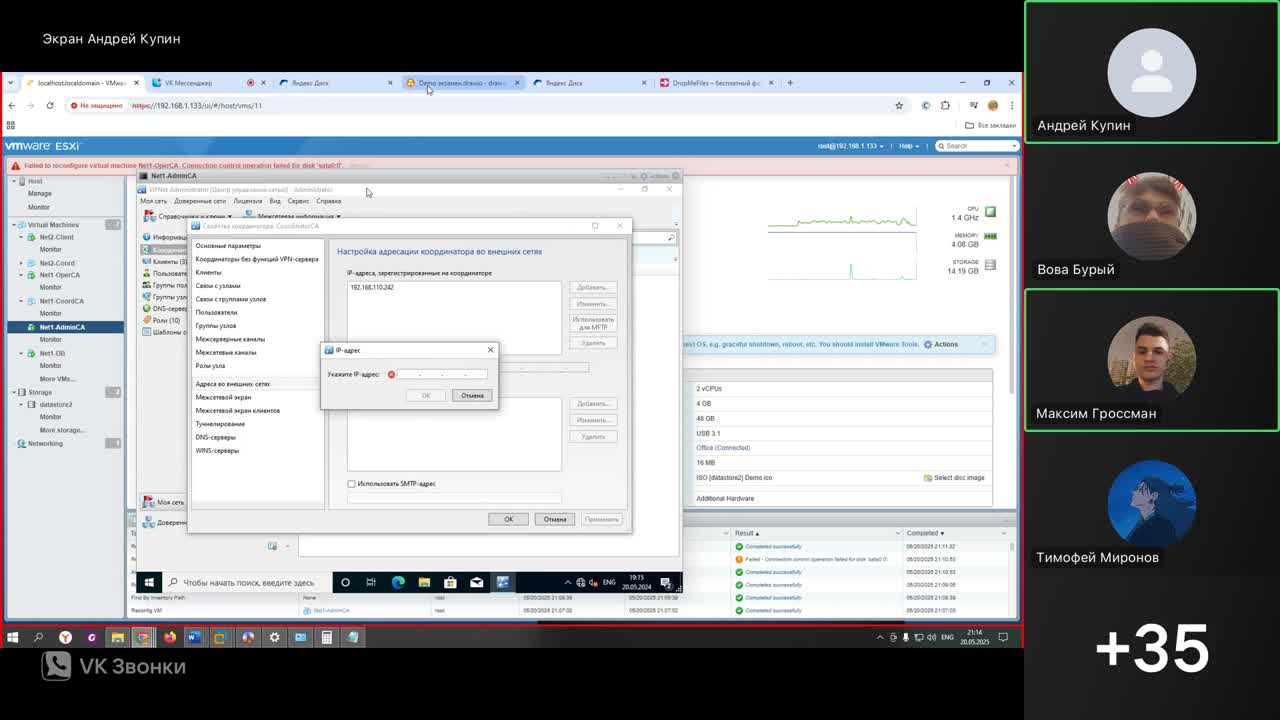 Экран Андрей Купин
localhost.localdomain - VMwa
VK Мессенджер
Яндекс Диск
Demo экзамен.drawio - draw
Яндекс Диск
DropMeFiles – бесплатный фо
Не защищено
https://192.168.1.133/ui/#/host/vms/11
Все закладки
vmware ESXi
root@192.168.1.133
Help
Search
Failed to reconfigure virtual machine Net1-OperCA. Connection control operation failed for disk 'sata0:0'.
Host
Manage
Monitor
Virtual Machines
Net2-Client
Monitor
Net2-Coord
Net1-OperCA
Monitor
Net1-CoordCA
Monitor
Net1-AdminCA
Monitor
Net1-DB
Monitor
More VMs...
Storage
datastore2
Monitor
More storage...
Networking
Net1-AdminCA
Actions
ViPNet Administrator [Центр управления сетью] - Administrator
Моя сеть Доверенные сети Лицензия Вид Сервис Справка
Справочники и ключи
Межсетевая информация
Клиенты (3)
Роли (10)
Моя сеть
Свойства координатора: CoordinatorCA
Основные параметры
Координаторы без функций VPN-сервера
Клиенты
Связи с узлами
Связи с группами узлов
Пользователи
Группы узлов
Межсерверные каналы
Межсетевые каналы
Роли узла
Адреса во внешних сетях
Межсетевой экран
Межсетевой экран клиентов
Туннелирование
DNS-серверы
WINS-серверы
Настройка адресации координатора во внешних сетях
IP-адреса, зарегистрированные на координаторе
192.168.110.242
Добавить...
Изменить...
Использовать для MFTP
Удалить
IP-адрес
Укажите IP-адрес:
OK
Отмена
Добавить...
Изменить...
Удалить
Использовать SMTP-адрес
OK
Отмена
Применить
CPU
1.4 GHz
MEMORY
4.08 GB
STORAGE
14.19 GB
est OS, e.g. graceful shutdown, reboot, etc. You should install VMware Tools.
Actions
2 vCPUs
4 GB
48 GB
USB 3.1
Office (Connected)
16 MB
ISO [datastore2] Demo.iso
Select disc image
Additional Hardware
Result
Completed
Completed successfully
05/20/2025 21:11:32
Failed - Connection control operation failed for disk 'sata0:0'.
05/20/2025 21:10:53
Completed successfully
05/20/2025 21:10:53
Completed successfully
05/20/2025 21:09:05
Find By Inventory Path
None
root
05/20/2025 21:08:39
05/20/2025 21:08:39
Completed successfully
05/20/2025 21:08:39
Reconfig VM
Net1-AdminCA
root
05/20/2025 21:07:02
05/20/2025 21:07:02
Completed successfully
05/20/2025 21:07:03
Чтобы начать поиск, введите здесь
ENG
19:15
20.05.2024
ENG
21:14
20.05.2025
VK Звонки
Андрей Купин
Вова Бурый
Максим Гроссман
Тимофей Миронов
+35